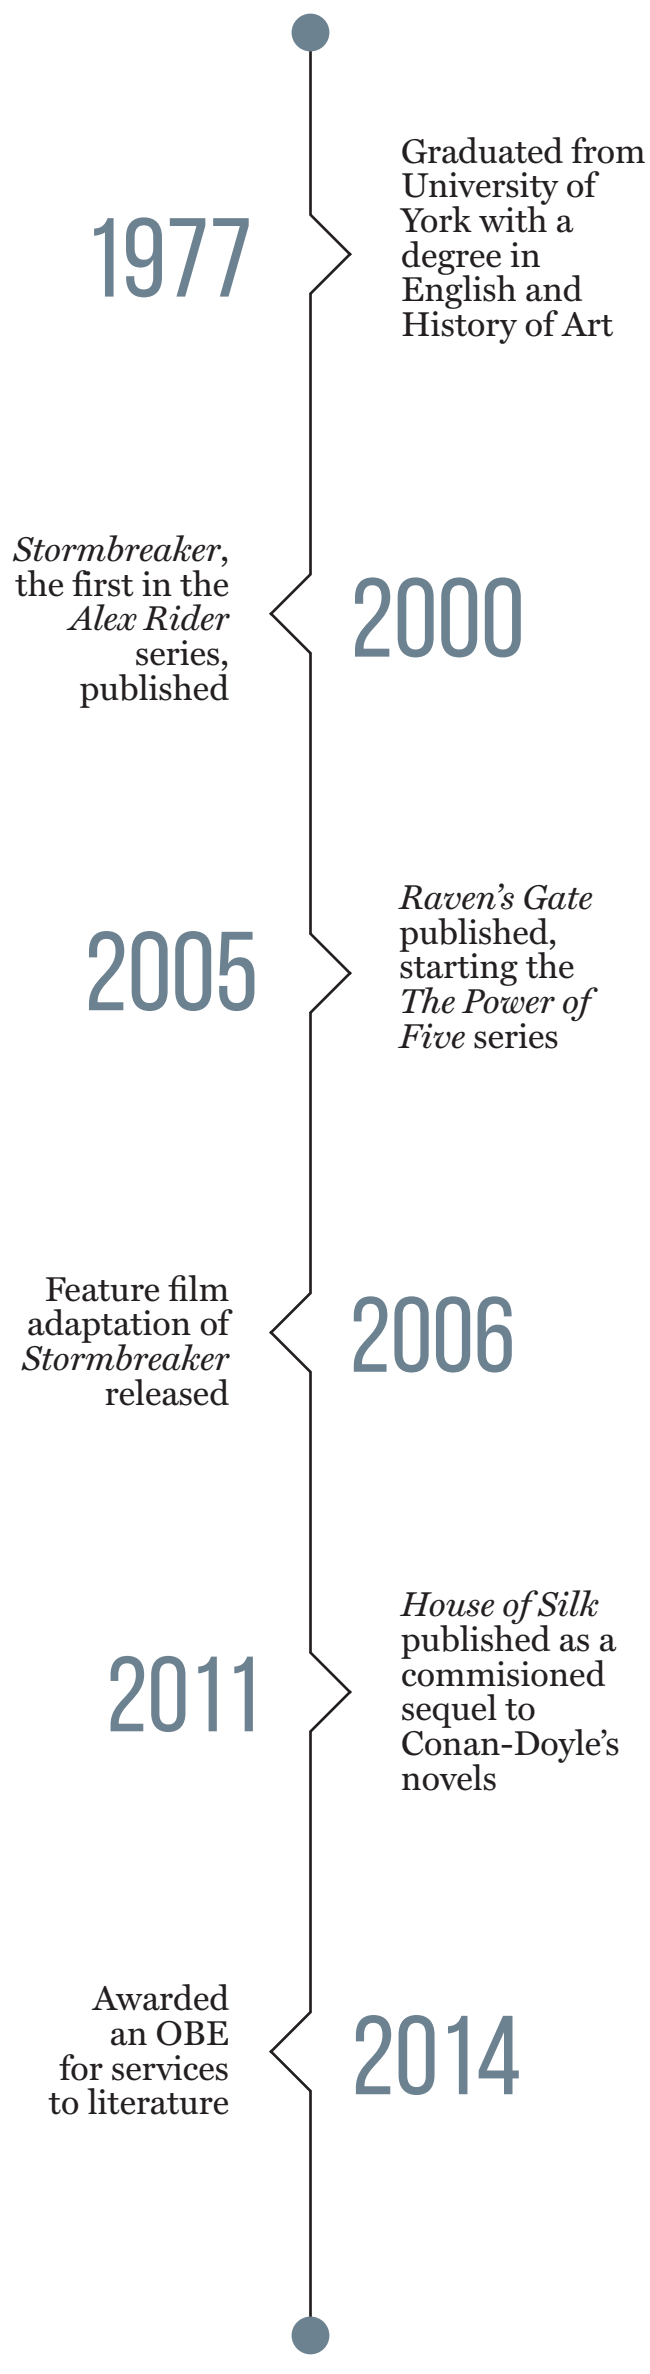 1977
Graduated from
University of
York with a
degree in
English and
History of Art
Stormbreaker,
the first in the
Alex Rider
series,
published
2000
2005
Raven’s Gate
published,
starting the
The Power of
Five series
Feature film
adaptation of
Stormbreaker
released
2006
2011
House of Silk
published as a
commisioned
sequel to
Conan-Doyle’s
novels
Awarded
an OBE
for services
to literature
2014